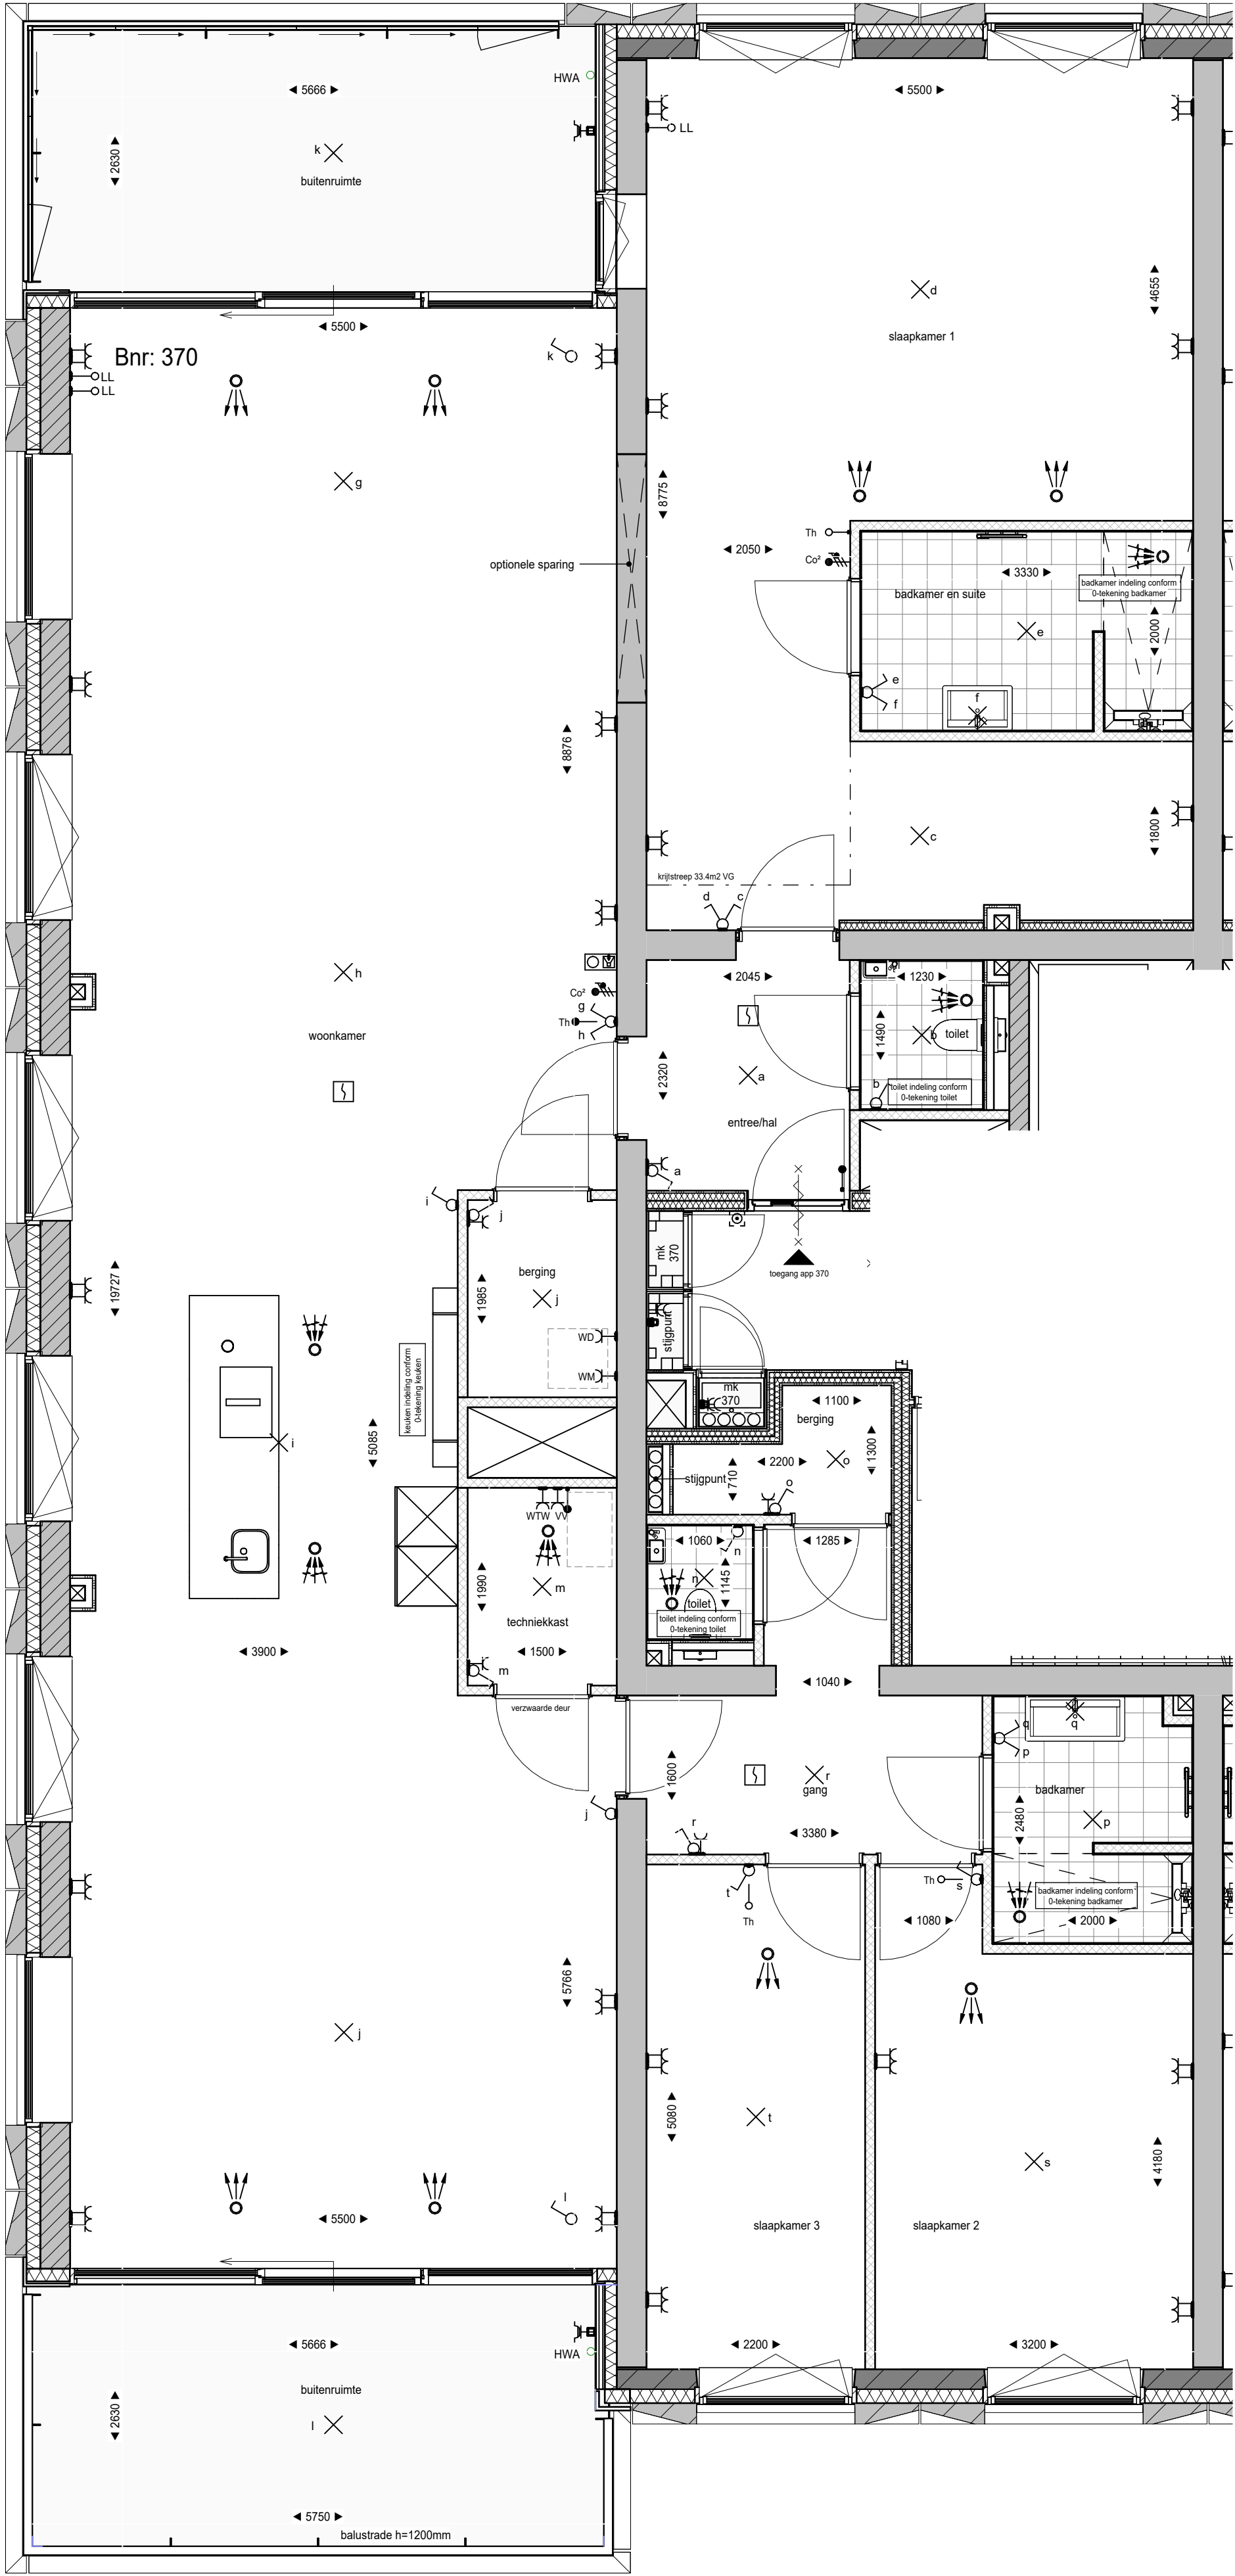 HWA
5666
5500
LL
2630
k
buitenruimte
4655
d
slaapkamer 1
5500
k
Bnr: 370
LL
LL
g
8775
Th
2050
Co²
3330
optionele sparing
badkamer indeling conform
0-tekening badkamer
badkamer en suite
2000
e
e
f
f
8876
1800
c
krijtstreep 33.4m2 VG
d
c
2045
1230
h
Co²
g
Th
h
woonkamer
1490
b
toilet
2320
a
b
toilet indeling conform
0-tekening toilet
entree/hal
a
i
j
mk
370
berging
toegang app 370
19727
1985
j
WD
stijgpunt
WM
keuken indeling conform
0-tekening keuken
mk
370
1100
berging
5085
i
1300
2200
o
710
stijgpunt
o
WTW
VV
1060
n
1285
1990
m
n
1145
toilet
toilet indeling conform
0-tekening toilet
techniekkast
3900
1500
m
1040
verzwaarde deur
q
q
p
1600
r
gang
badkamer
j
r
3380
2480
p
Th
s
t
badkamer indeling conform
0-tekening badkamer
Th
1080
2000
5766
j
5080
t
s
4180
l
5500
slaapkamer 3
slaapkamer 2
5666
HWA
2200
3200
buitenruimte
2630
l
5750
balustrade h=1200mm